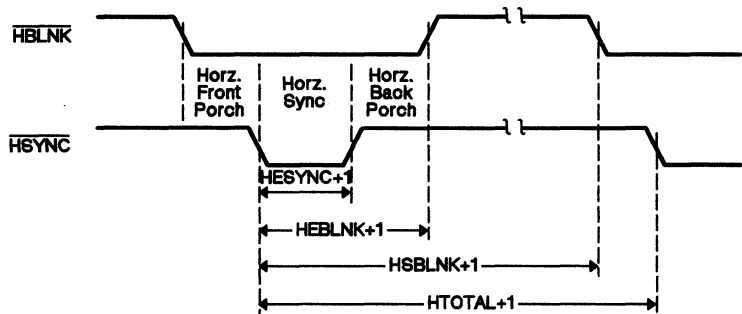 HBLNK
Horz. Front Porch
Horz. Sync
Horz. Back Porch
HSYNC
HESYNC+1
HEBLNK+1
HSBLNK+1
HTOTAL+1